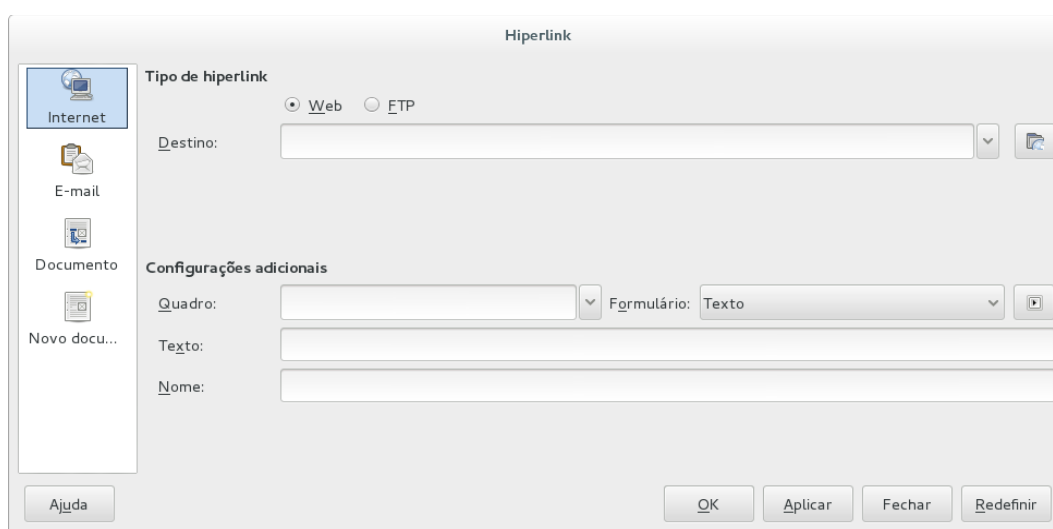 Hiperlink
Internet
E-mail
Documento
Novo docu...
Tipo de hiperlink
Web FTP
Destino:
Configurações adicionais
Quadro: Formulário: Texto
Texto:
Nome:
Ajuda OK Aplicar Fechar Redefinir